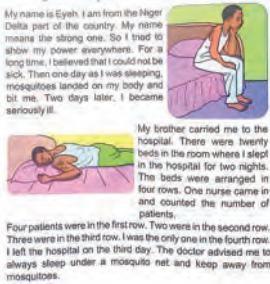 My name is Eyeh. I am from the Niger
Delta part of the country. My name
means the strong one. So I tried to
show my power everywhere. For a
long time, I believed that I could not be
sick. Then one day as I was sleeping,
mosquitoes landed on my body and
bit me. Two days later, I became
seriously ill.
My brother carried me to the
hospital. There were twenty
beds in the room where I slept
in the hospital for two nights.
The beds were arranged in
four rows. One nurse came in
and counted the number of
patients.
Four patients were in the first row. Two were in the second row.
Three were in the third row. I was the only one in the fourth row.
I left the hospital on the third day. The doctor advised me to
always sleep under a mosquito net and keep away from
mosquitoes.